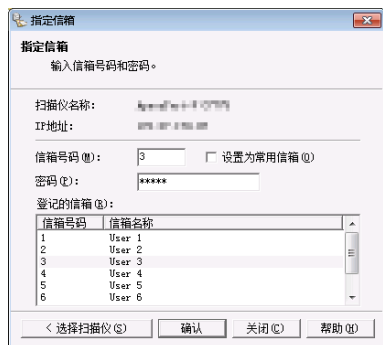 指定信箱
指定信箱
输入信箱号码和密码。
扫描仪名称:
IP地址:
信箱号码(M): 3 设置为常用信箱(Q)
密码(P): *****
登记的信箱(R):
信箱号码 信箱名称
1 User 1
2 User 2
3 User 3
4 User 4
5 User 5
6 User 6
< 选择扫描仪(S) 确认 关闭(C) 帮助(H)